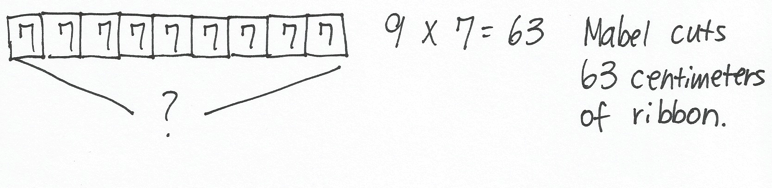 7 7 7 7 7 7 7 7 7
?
9 x 7 = 63
Mabel cuts
63 centimeters
of ribbon.